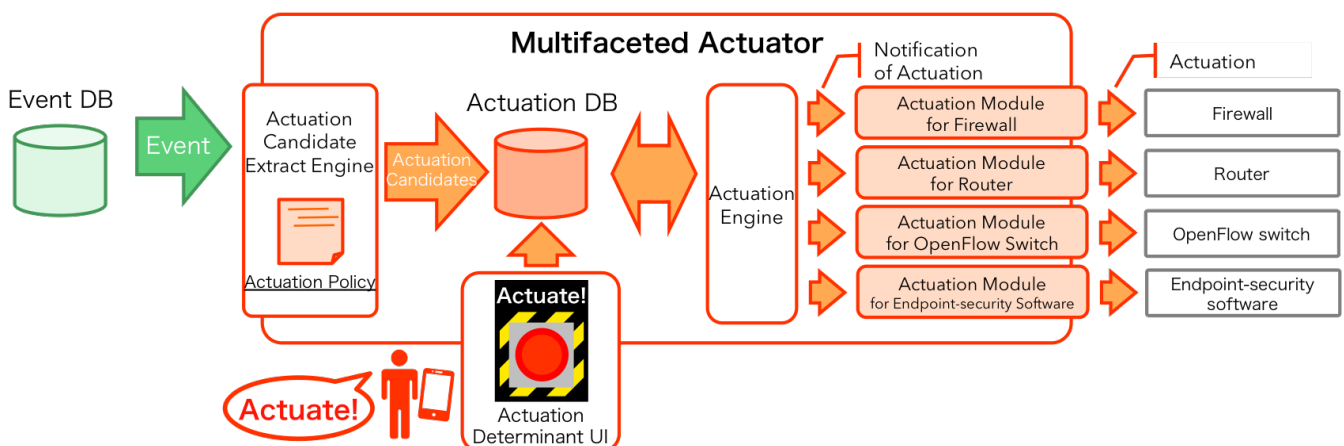 Multifaceted Actuator
Event DB
Event
Actuation
Candidate
Extract Engine
Actuation Policy
Actuation
Candidates
Actuation DB
Actuate!
Actuation
Determinant UI
Actuate!
Actuation
Engine
Notification
of Actuation
Actuation Module
for Firewall
Actuation Module
for Router
Actuation Module
for OpenFlow Switch
Actuation Module
for Endpoint-security Software
Actuation
Firewall
Router
OpenFlow switch
Endpoint-security
software